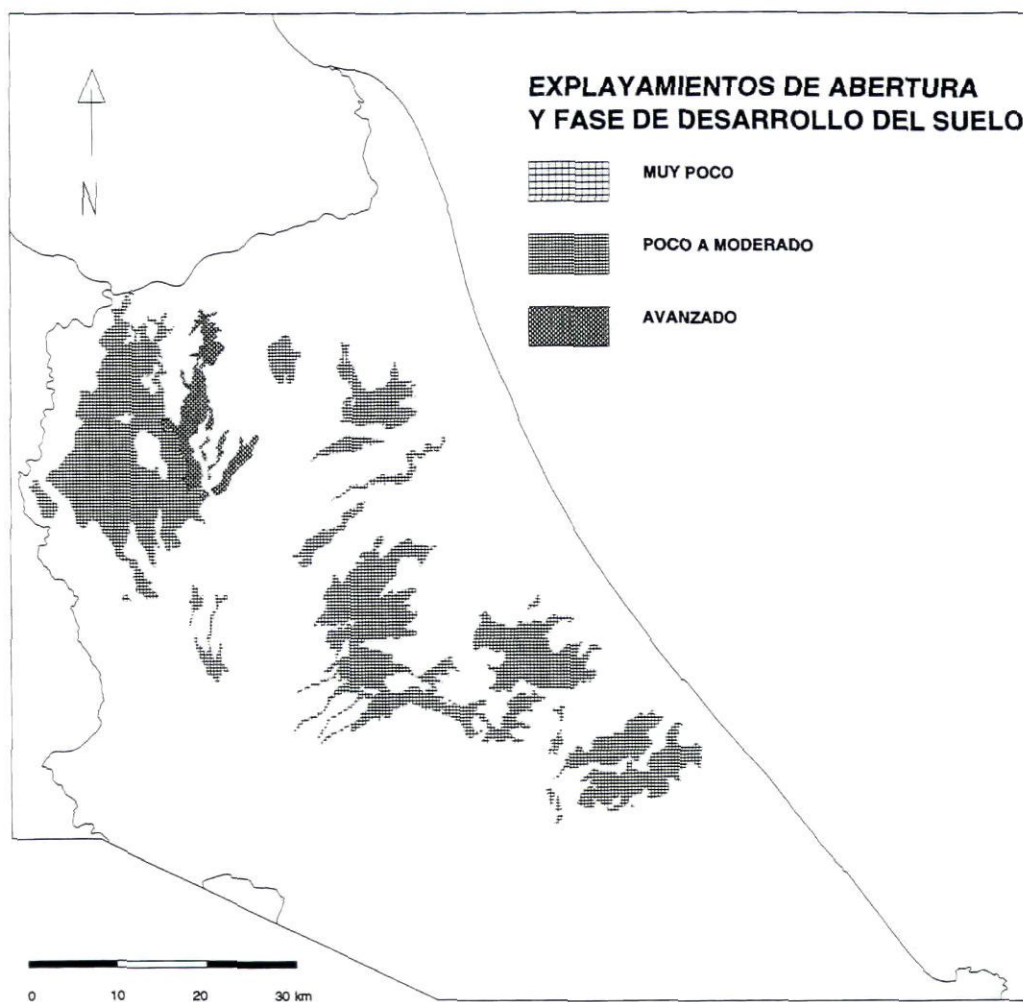 EXPLAYAMIENTOS DE ABERTURA
Y FASE DE DESARROLLO DEL SUELO
MUY POCO
POCO A MODERADO
AVANZADO
N
0 10 20 30 km